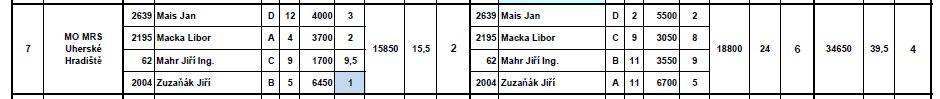 2639 Mais Jan D 12 4000 3 2639 Mais Jan D 2 5500 2
2195 Macka Libor A 4 3700 2 2195 Macka Libor C 9 3050 8
7 MO MRS Uherské Hradiště 15850 15,5 2 18800 24 6 34650 39,5 4
62 Mahr Jiří Ing. C 9 1700 9,5 62 Mahr Jiří Ing. B 11 3550 9
2004 Zuzaňák Jiří B 5 6450 1 2004 Zuzaňák Jiří A 11 6700 5